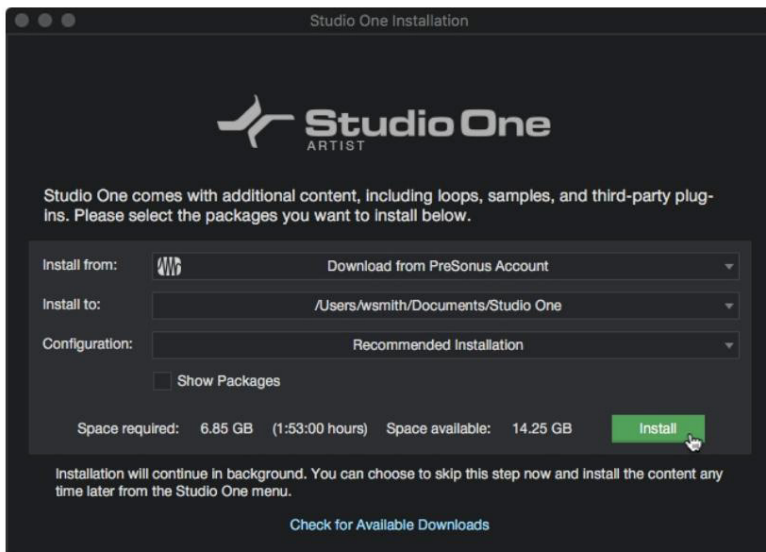 Studio One Installation
Studio One
ARTIST
Studio One comes with additional content, including loops, samples, and third-party plug-
ins. Please select the packages you want to install below.
Install from: Download from PreSonus Account
Install to: /Users/wsmith/Documents/Studio One
Configuration: Recommended Installation
Show Packages
Space required: 6.85 GB (1:53:00 hours) Space available: 14.25 GB Install
Installation will continue in background. You can choose to skip this step now and install the content any
time later from the Studio One menu.
Check for Available Downloads